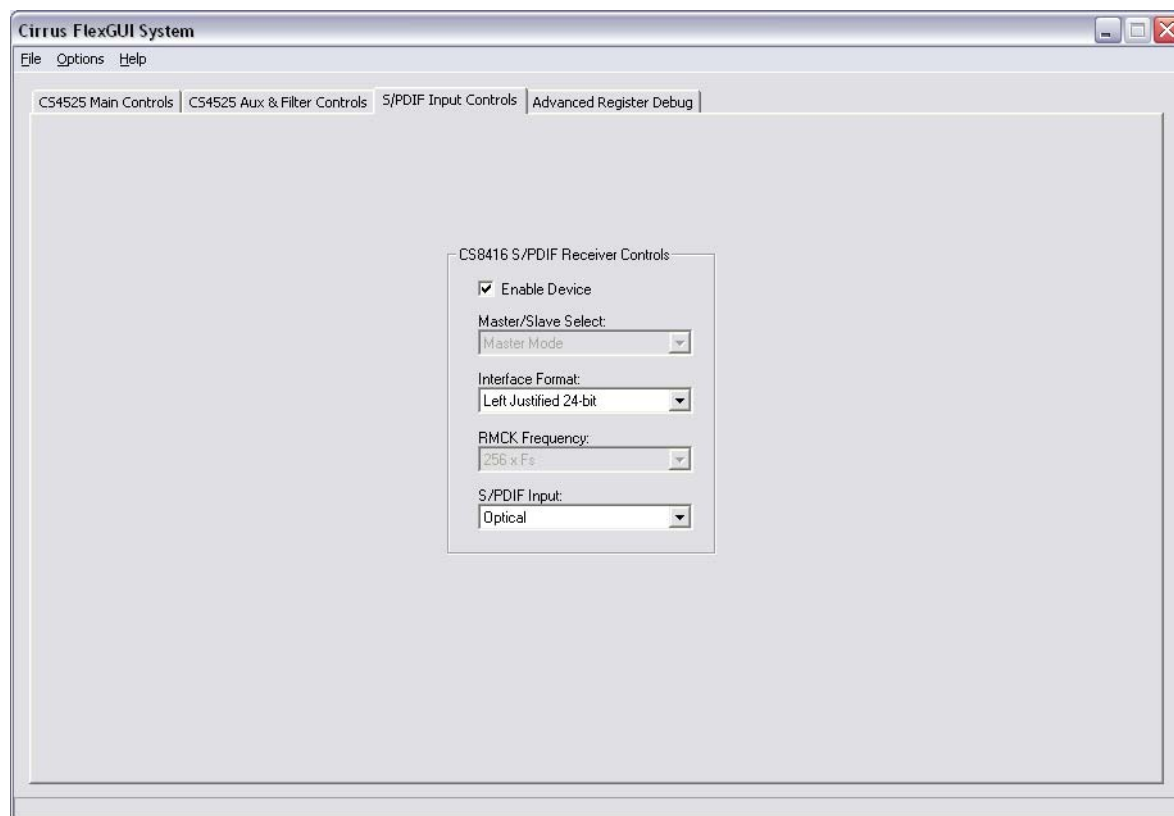 Cirrus FlexGUI System
File Options Help
CS4525 Main Controls CS4525 Aux & Filter Controls S/PDIF Input Controls Advanced Register Debug
CS8416 S/PDIF Receiver Controls
Enable Device
Master/Slave Select:
Master Mode
Interface Format:
Left Justified 24-bit
RMCK Frequency:
256 x Fs
S/PDIF Input:
Optical